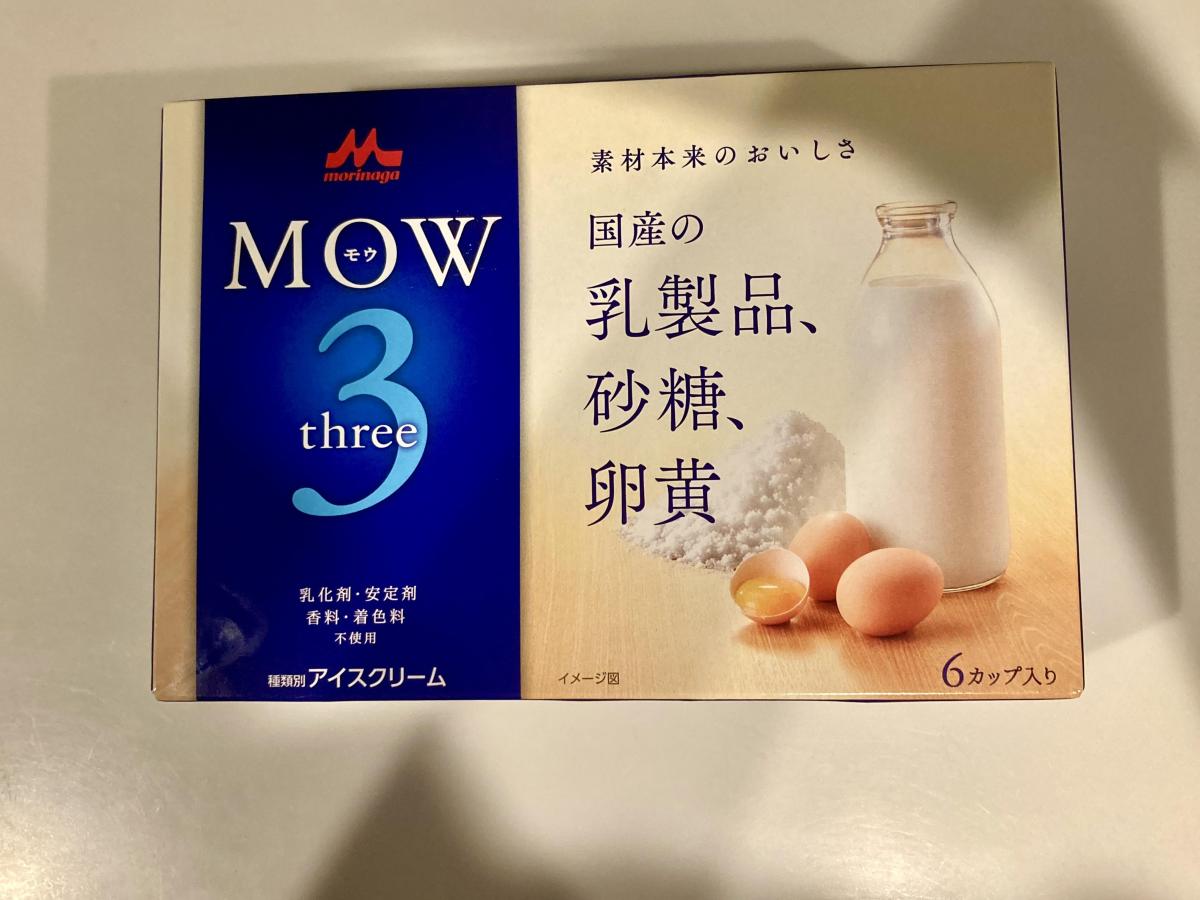 morinaga
MOW
モウ
3
three
乳化剤・安定剤
香料・着色料
不使用
種類別 アイスクリーム
素材本来のおいしさ
国産の
乳製品、
砂糖、
卵黄
イメージ図
6カップ入り